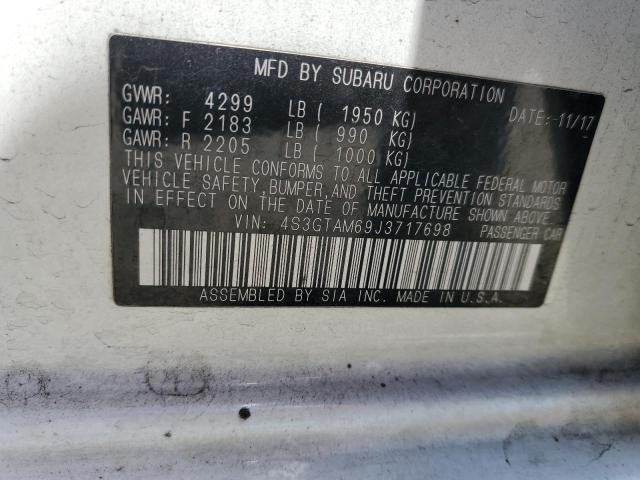 MFD BY SUBARU CORPORATION
GVWR: 4299 LB ( 1950 KG) DATE: 11/17
GAWR: F 2183 LB ( 990 KG)
GAWR: R 2205 LB ( 1000 KG)
THIS VEHICLE CONFORMS TO ALL APPLICABLE FEDERAL MOTOR
VEHICLE SAFETY, BUMPER, AND THEFT PREVENTION STANDARDS
IN EFFECT ON THE DATE OF MANUFACTURE SHOWN ABOVE.
VIN: 4S3GTAM69J3717698 PASSENGER CAR
ASSEMBLED BY SIA INC. MADE IN U.S.A.